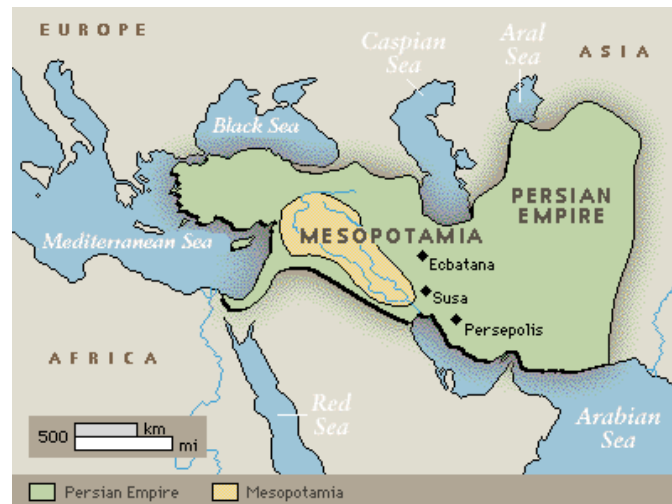 EUROPE
Caspian
Sea
Aral
Sea
ASIA
Black Sea
PERSIAN
EMPIRE
MESOPOTAMIA
Mediterranean Sea
Ecbatana
Susa
Persepolis
AFRICA
Red
Sea
Arabian
Sea
500 km
mi
Persian Empire Mesopotamia